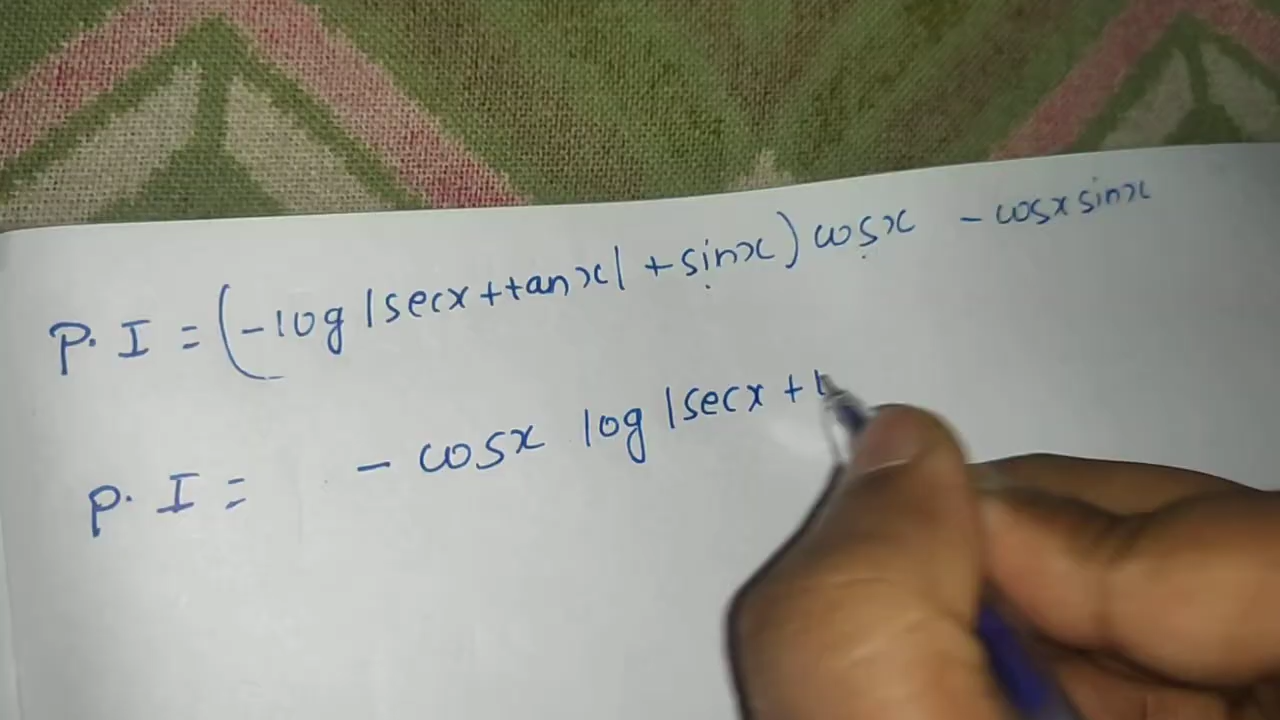 P. I = (-log |secx + tanx| + sinx) cosx - cosx sinx
P. I = - cosx log |secx + t